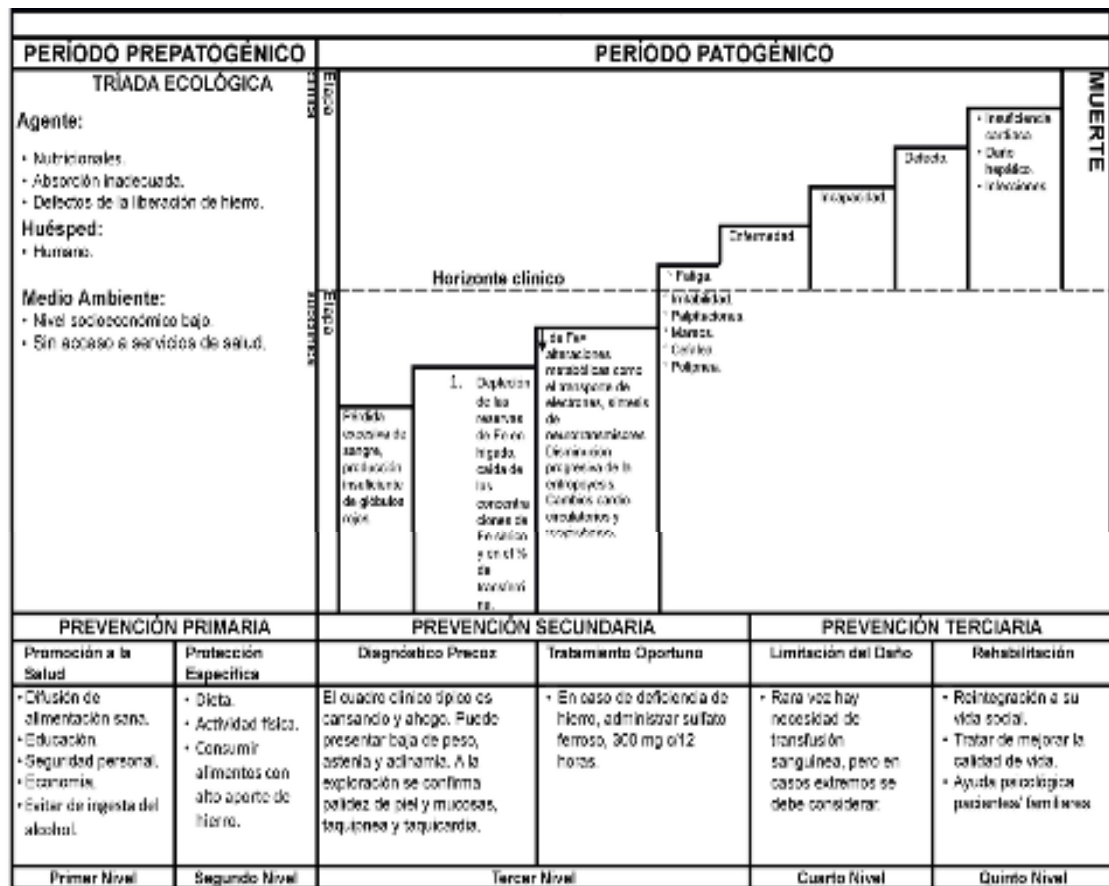 PERÍODO PREPATOGÉNICO
PERÍODO PATOGÉNICO
TRÍADA ECOLÓGICA
Agente:
• Nutricionales.
• Absorción inadecuada.
• Defectos de la liberación de hierro.
Huésped:
• Humano.
Medio Ambiente:
• Nivel socioeconómico bajo.
• Sin acceso a servicios de salud.
Etapa
Etapa
Horizonte clínico
Pérdida
excesiva de
sangre,
producción
insuficiente
de glóbulos
rojos
1. Depleción
de las
reservas
de Fe en
hígado,
caída de
las
concentra
ciones de
Fe sérico
y en el %
de
transferri
na.
↓ de Fe=
alteraciones
metabólicas como
el transporte de
electrones, síntesis
de
neurotransmisores
Disminución
progresiva de la
Cambios cardio
circulatorios y
Fatiga.
Irritabilidad.
Palpitaciones.
Mareos.
Cefalea.
Polipnea.
Enfermedad.
Incapacidad.
Defecto.
• Insuficiencia
cardiaca.
• Daño
hepático.
• Infecciones
MUERTE
PREVENCIÓN PRIMARIA
PREVENCIÓN SECUNDARIA
PREVENCIÓN TERCIARIA
Promoción a la
Salud
Protección
Específica
Diagnóstico Precoz
Tratamiento Oportuno
Limitación del Daño
Rehabilitación
• Difusión de
alimentación sana.
• Educación.
• Seguridad personal.
• Economía.
• Evitar de ingesta del
alcohol.
• Dieta.
• Actividad física.
• Consumir
alimentos con
alto aporte de
hierro.
El cuadro clínico típico es
cansancio y ahogo. Puede
presentar baja de peso,
astenia y adinamia. A la
exploración se confirma
palidez de piel y mucosas,
taquipnea y taquicardia.
• En caso de deficiencia de
hierro, administrar sulfato
ferroso, 300 mg c/12
horas.
• Rara vez hay
necesidad de
transfusión
sanguínea, pero en
casos extremos se
debe considerar.
• Reintegración a su
vida social.
• Tratar de mejorar la
calidad de vida.
• Ayuda psicológica
pacientes/ familiares
Primer Nivel
Segundo Nivel
Tercer Nivel
Cuarto Nivel
Quinto Nivel